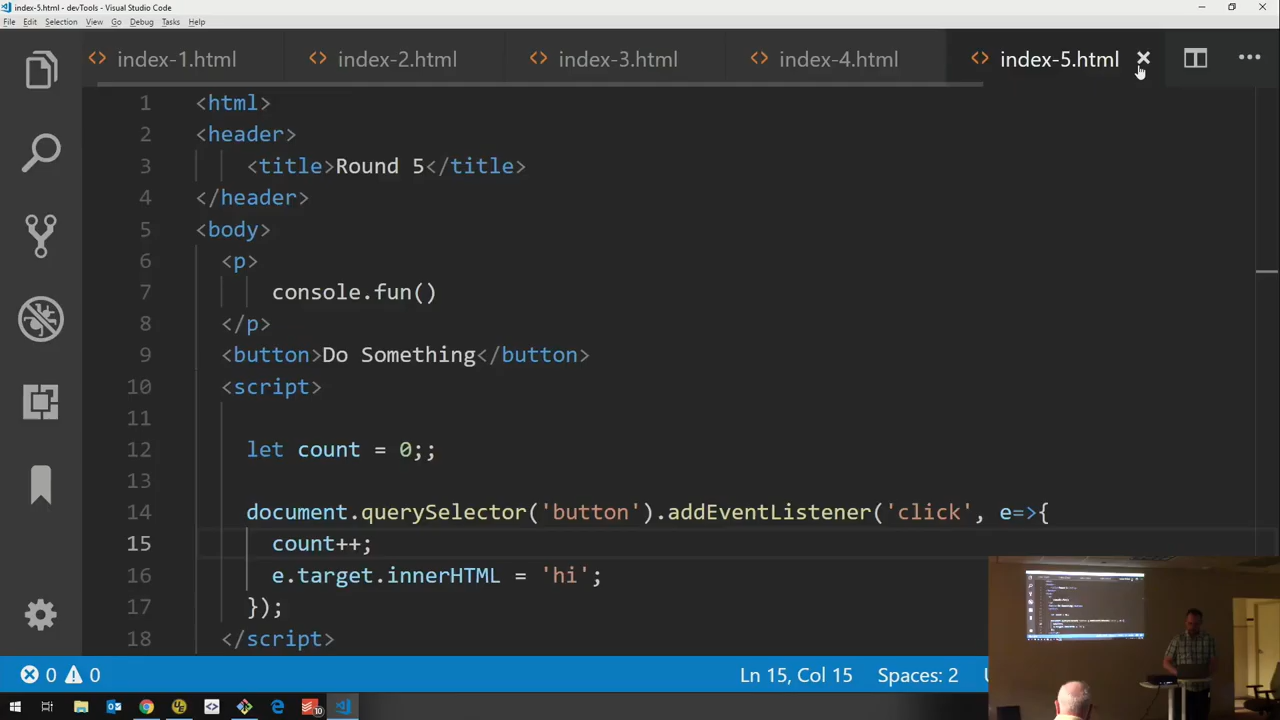 index-5.html - devTools - Visual Studio Code
File Edit Selection View Go Debug Tasks Help
index-1.html index-2.html index-3.html index-4.html index-5.html
1 <html>
2 <header>
3 <title>Round 5</title>
4 </header>
5 <body>
6 <p>
7 console.fun()
8 </p>
9 <button>Do Something</button>
10 <script>
11
12 let count = 0;;
13
14 document.querySelector('button').addEventListener('click', e=>{
15 count++;
16 e.target.innerHTML = 'hi';
17 });
18 </script>
0 0 Ln 15, Col 15 Spaces: 2
10